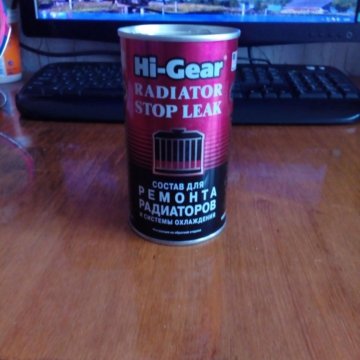 Hi-Gear
RADIATOR
STOP LEAK
СОСТАВ ДЛЯ
РЕМОНТА
РАДИАТОРОВ
И СИСТЕМЫ ОХЛАЖДЕНИЯ